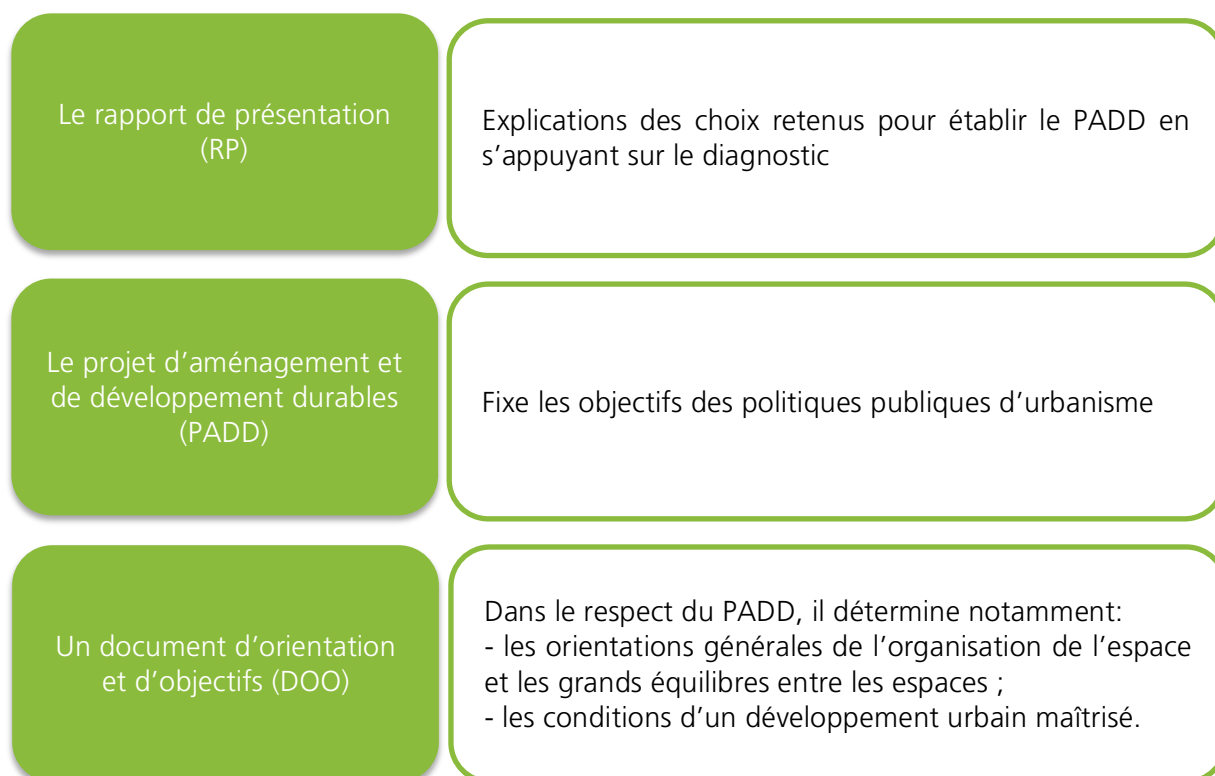 Le rapport de présentation
(RP)
Explications des choix retenus pour établir le PADD en
s’appuyant sur le diagnostic
Le projet d’aménagement et
de développement durables
(PADD)
Fixe les objectifs des politiques publiques d’urbanisme
Un document d’orientation
et d’objectifs (DOO)
Dans le respect du PADD, il détermine notamment:
- les orientations générales de l’organisation de l’espace
et les grands équilibres entre les espaces ;
- les conditions d’un développement urbain maîtrisé.